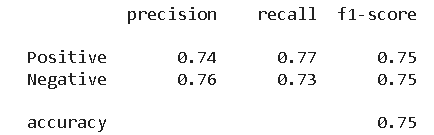 precision recall f1-score
Positive 0.74 0.77 0.75
Negative 0.76 0.73 0.75
accuracy 0.75